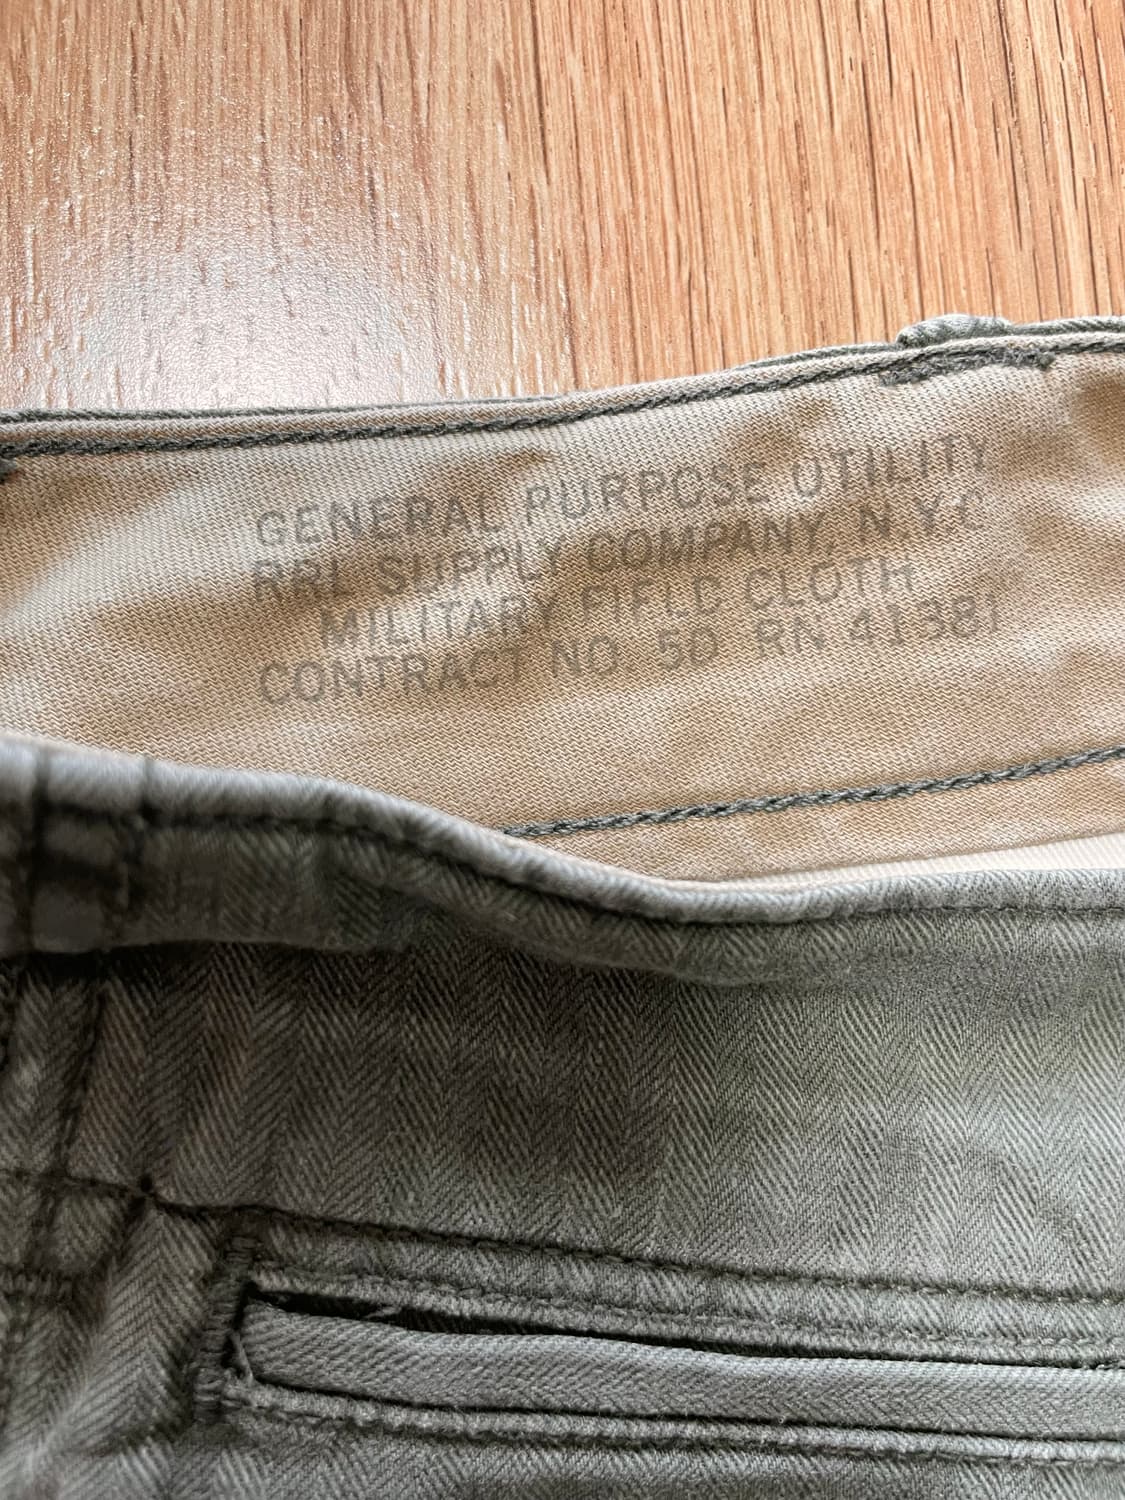 GENERAL PURPOSE UTILITY
RRL SUPPLY COMPANY, N.Y.C
MILITARY FIELD CLOTH
CONTRACT NO. 50 RN 41381